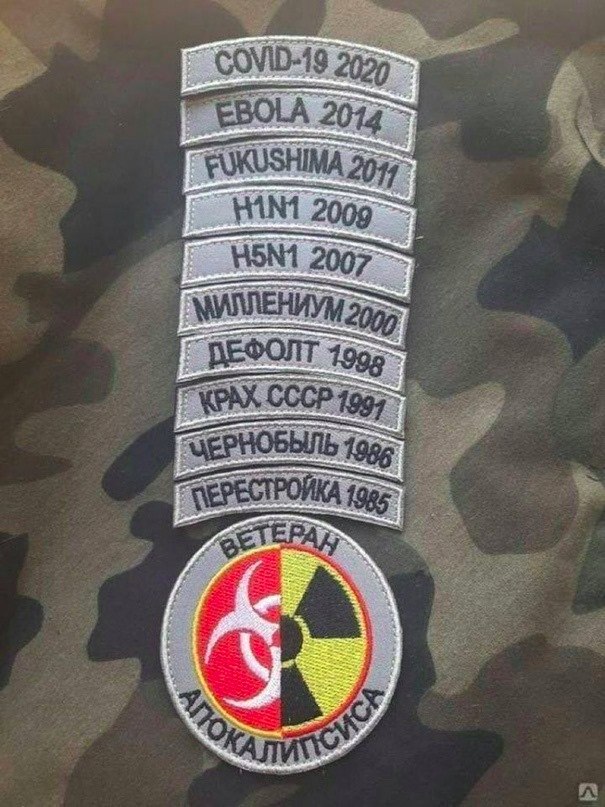 COVID-19 2020
EBOLA 2014
FUKUSHIMA 2011
H1N1 2009
H5N1 2007
МИЛЛЕНИУМ 2000
ДЕФОЛТ 1998
КРАХ СССР 1991
ЧЕРНОБЫЛЬ 1986
ПЕРЕСТРОЙКА 1985
ВЕТЕРАН
АПОКАЛИПСИСА